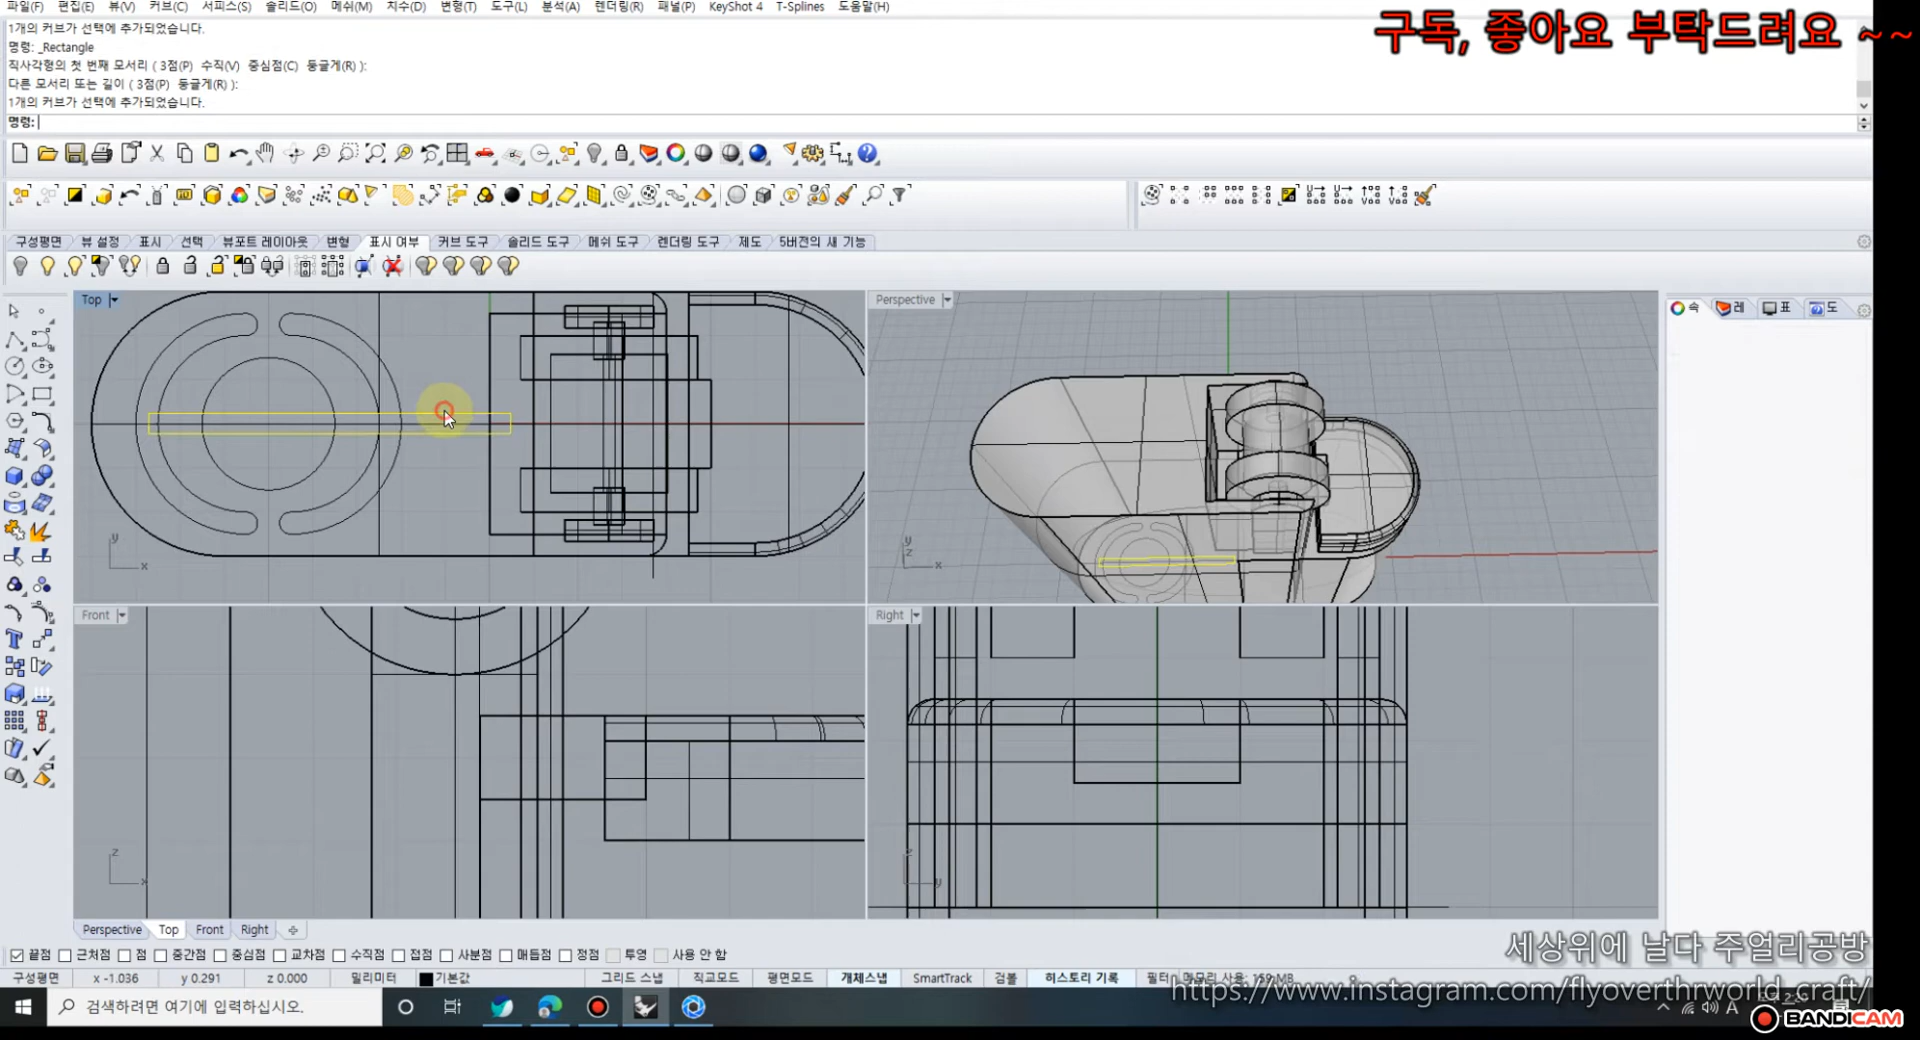 파일(F) 편집(E) 뷰(V) 커브(C) 서피스(S) 솔리드(O) 메쉬(M) 치수(D) 변형(T) 도구(L) 분석(A) 렌더링(R) 패널(P) KeyShot 4 T-Splines 도움말(H)
구독, 좋아요 부탁드려요 ~~
1개의 커브가 선택에 추가되었습니다.
명령: _Rectangle
직사각형의 첫 번째 모서리 ( 3점(P) 수직(V) 중심점(C) 둥글게(R) ):
다른 모서리 또는 길이 ( 3점(P) 둥글게(R) ):
1개의 커브가 선택에 추가되었습니다.
명령:
구성평면 뷰 설정 표시 선택 뷰포트 레이아웃 변형 표시 여부 커브 도구 솔리드 도구 메쉬 도구 렌더링 도구 제도 5버전의 새 기능
Top Perspective
속 레 표 도
y
x
y
z
x
Front Right
z
x
z
y
Perspective Top Front Right
끝점 근처점 점 중간점 중심점 교차점 수직점 접점 사분점 매듭점 정점 투영 사용 안 함
세상위에 날다 주얼리공방
구성평면 x -1.036 y 0.291 z 0.000 밀리미터 기본값 그리드 스냅 직교모드 평면모드 개체스냅 SmartTrack 검볼 히스토리 기록 필터
https://www.instagram.com/flyoverthrworld_craft/
검색하려면 여기에 입력하십시오.
A
BANDICAM